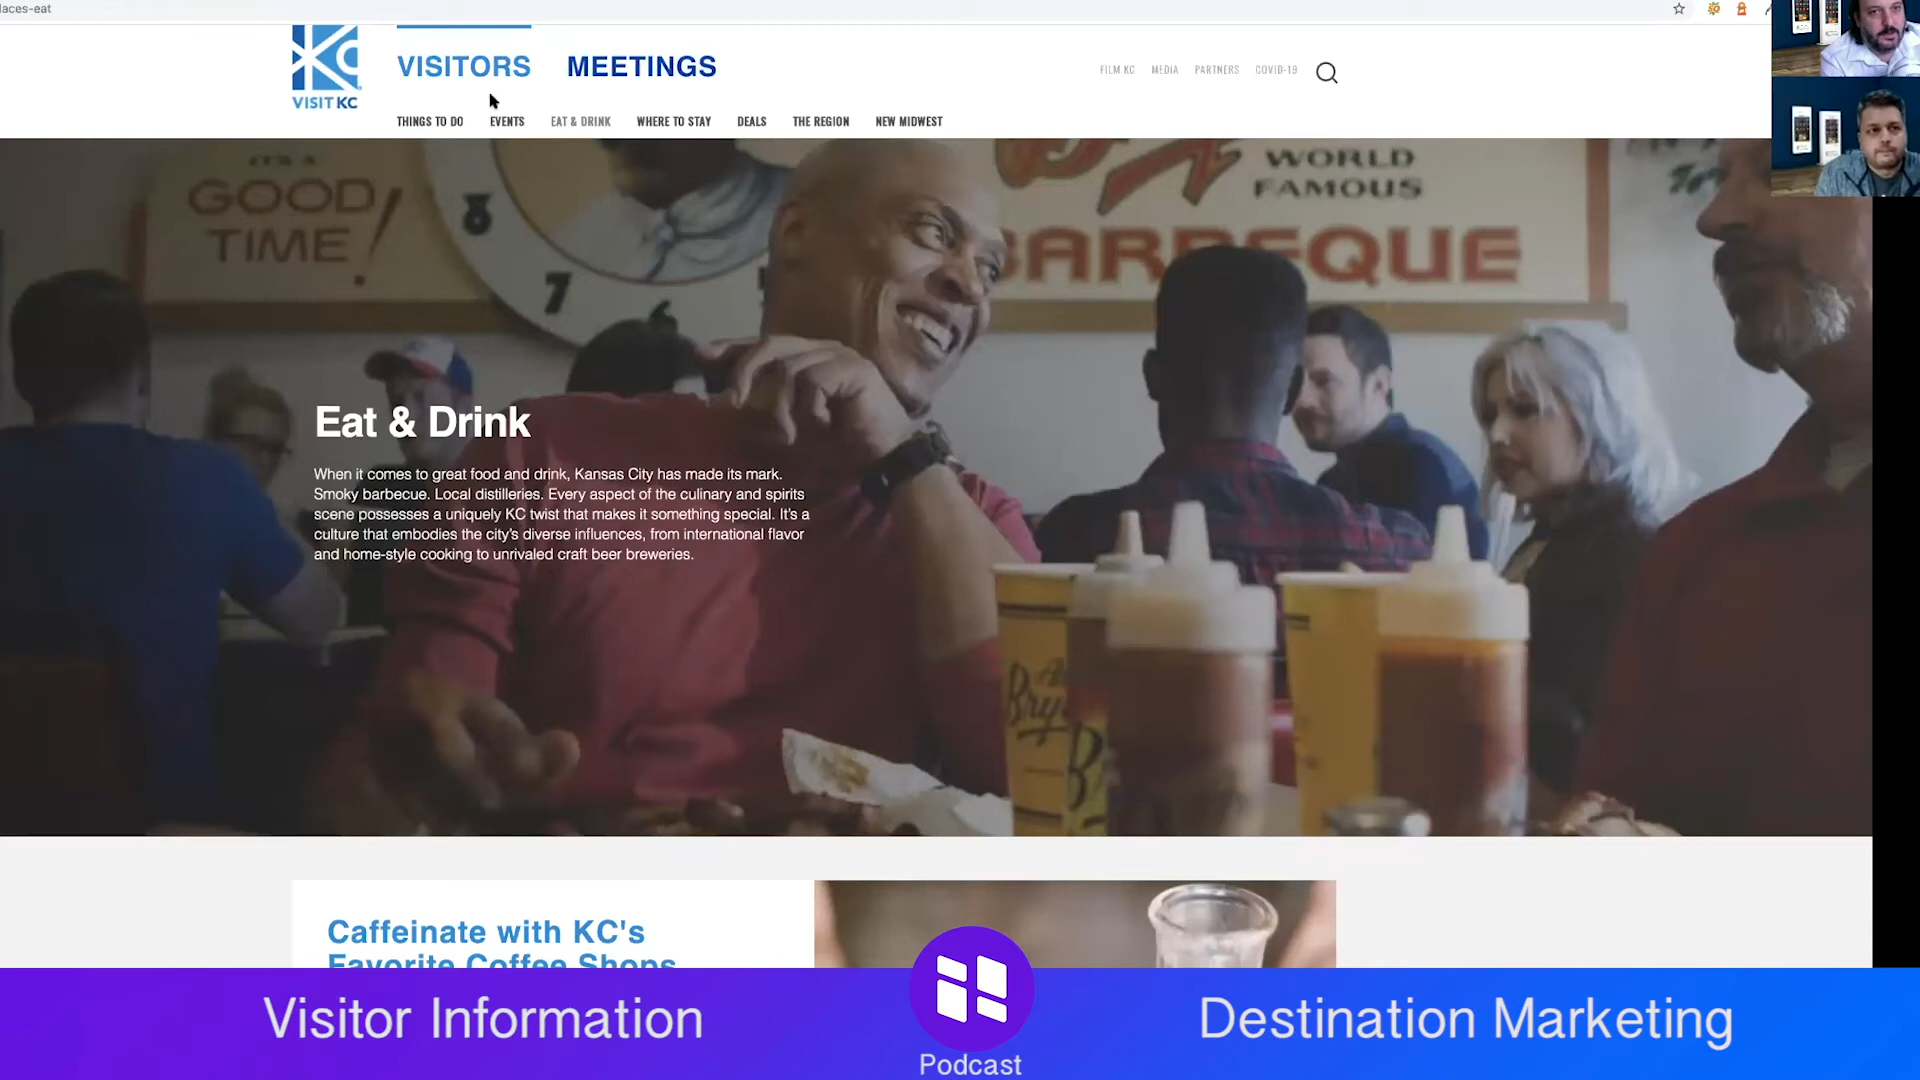 laces-eat
VISITORS
MEETINGS
FILM KC
MEDIA
PARTNERS
COVID-19
VISIT KC
THINGS TO DO
EVENTS
EAT & DRINK
WHERE TO STAY
DEALS
THE REGION
NEW MIDWEST
IT'S A
GOOD
TIME!
8
7
6
WORLD
FAMOUS
BARBEQUE
Eat & Drink
When it comes to great food and drink, Kansas City has made its mark.
Smoky barbecue. Local distilleries. Every aspect of the culinary and spirits
scene possesses a uniquely KC twist that makes it something special. It's a
culture that embodies the city's diverse influences, from international flavor
and home-style cooking to unrivaled craft beer breweries.
Caffeinate with KC's
Favorite Coffee Shops
Visitor Information
Destination Marketing
Podcast